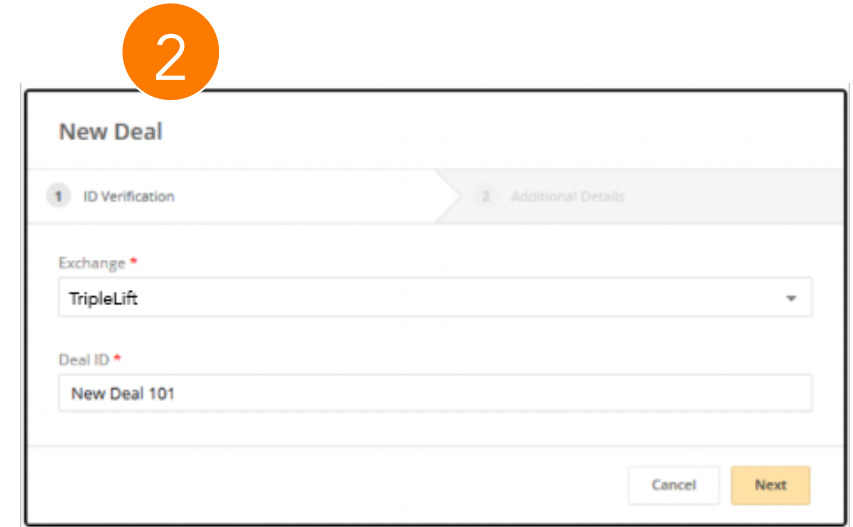 2
New Deal
1 ID Verification
2 Additional Details
Exchange *
TripleLift
Deal ID *
New Deal 101
Cancel Next